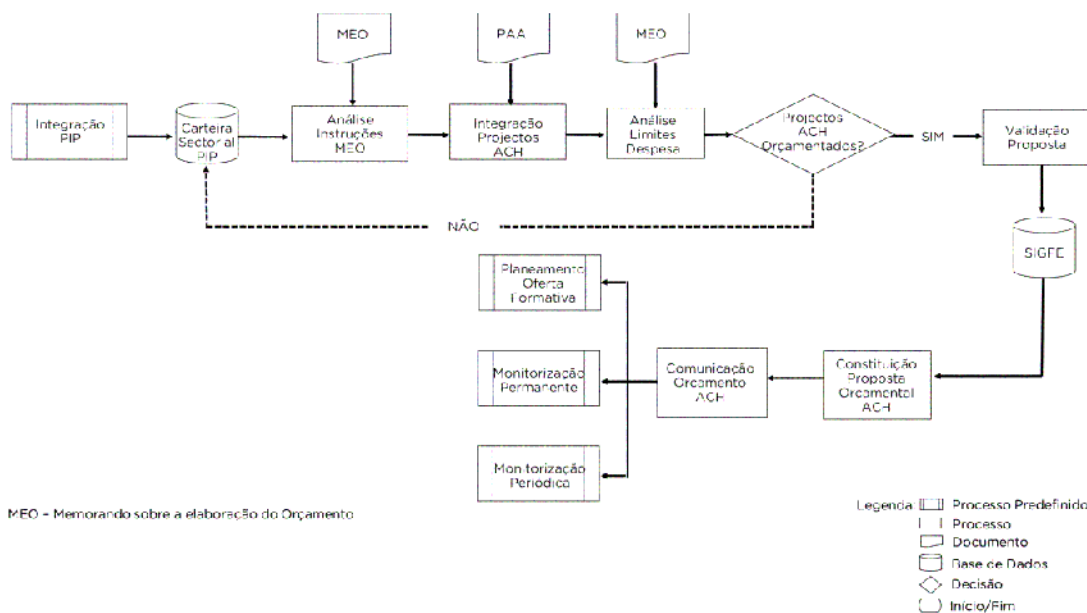 MEO
PAA
MEO
Integração
PIP
Carteira
Sectorial
PIP
Análise
Instruções
MEO
Integração
Projectos
ACH
Análise
Limites
Despesa
Projectos
ACH
Orçamentados?
SIM
Validação
Proposta
NÃO
SIGFE
Planeamento
Oferta
Formativa
Monitorização
Permanente
Comunicação
Orçamento
ACH
Constituição
Proposta
Orçamental
ACH
Monitorização
Periódica
MEO - Memorando sobre a elaboração do Orçamento
Legenda:
Processo Predefinido
Processo
Documento
Base de Dados
Decisão
Início/Fim